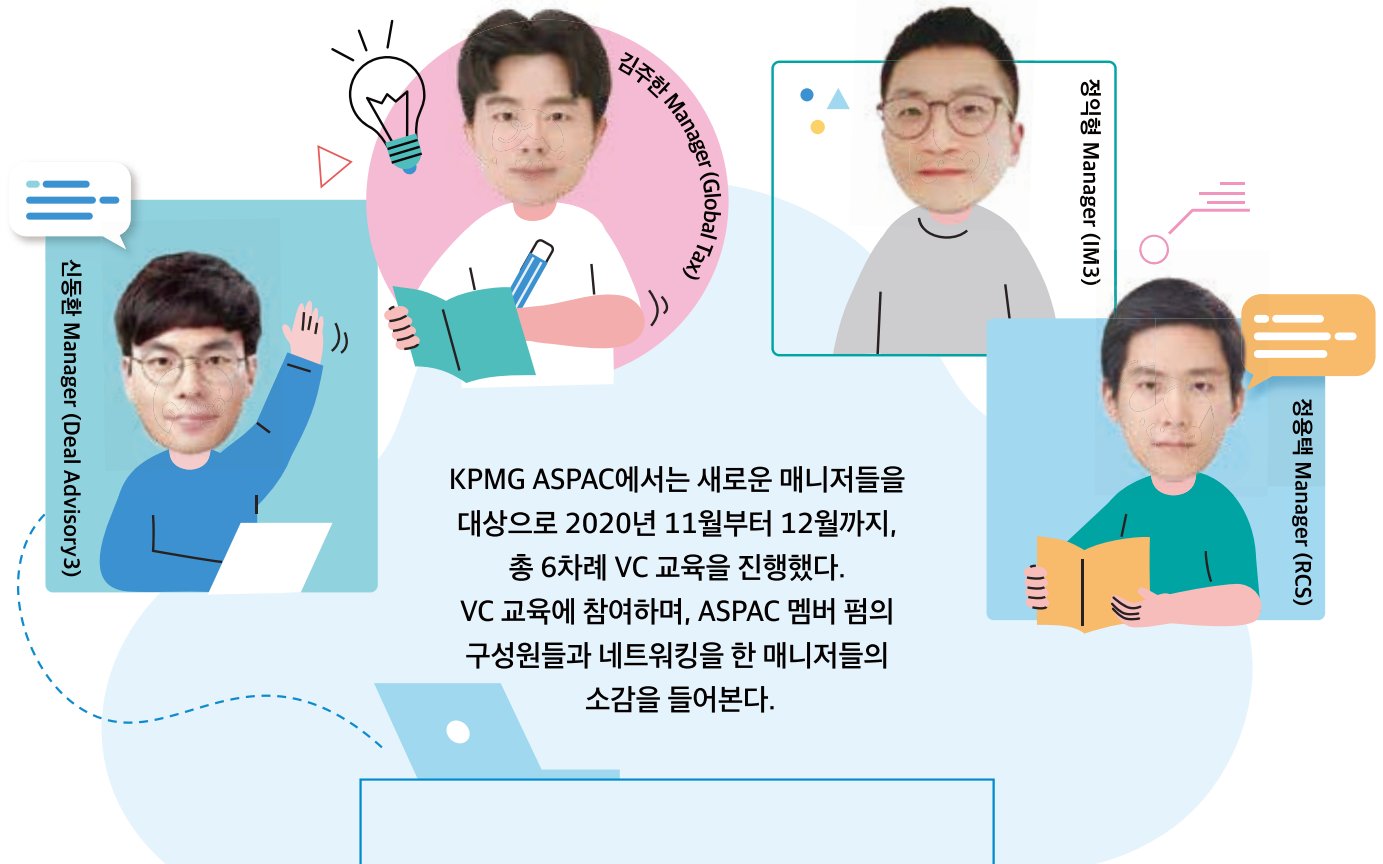 김주한 Manager (Global Tax)
정익형 Manager (IM3)
신동환 Manager (Deal Advisory3)
정용택 Manager (RCS)
KPMG ASPAC에서는 새로운 매니저들을
대상으로 2020년 11월부터 12월까지,
총 6차례 VC 교육을 진행했다.
VC 교육에 참여하며, ASPAC 멤버 펌의
구성원들과 네트워킹을 한 매니저들의
소감을 들어본다.